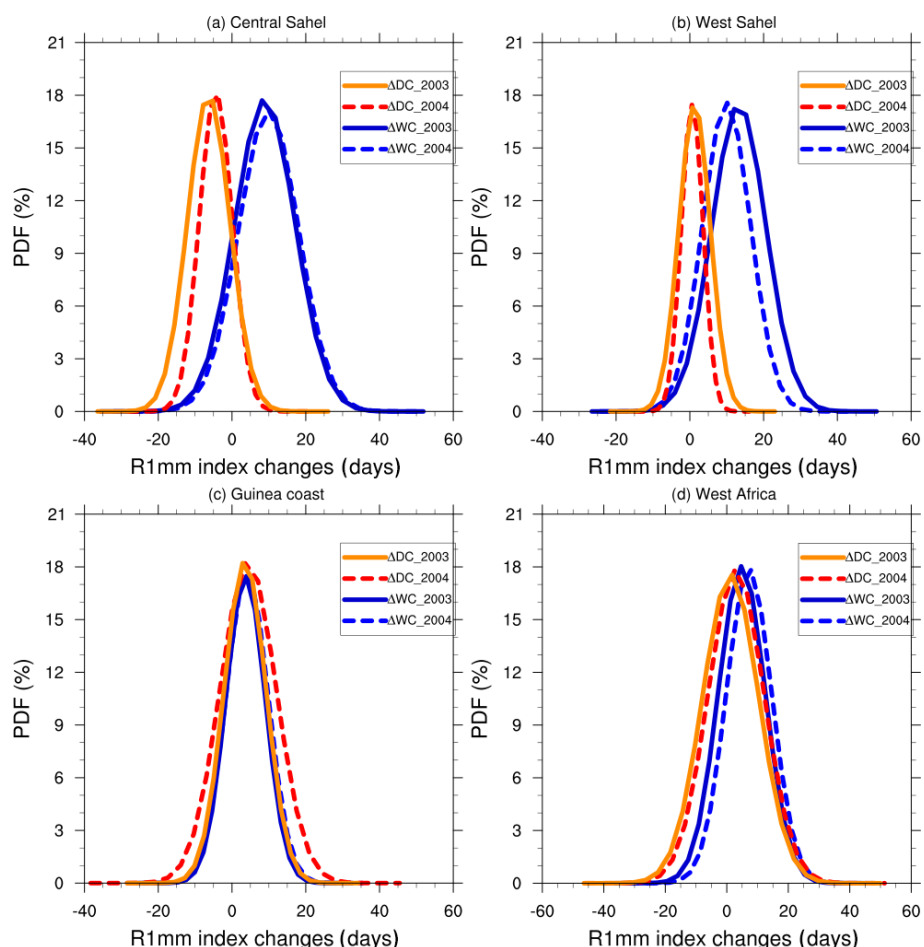 (a) Central Sahel
21
18
15
12
9
6
3
0
PDF (%)
ΔDC_2003
ΔDC_2004
ΔWC_2003
ΔWC_2004
-40 -20 0 20 40 60
R1mm index changes (days)
(b) West Sahel
21
18
15
12
9
6
3
0
PDF (%)
ΔDC_2003
ΔDC_2004
ΔWC_2003
ΔWC_2004
-40 -20 0 20 40 60
R1mm index changes (days)
(c) Guinea coast
21
18
15
12
9
6
3
0
PDF (%)
ΔDC_2003
ΔDC_2004
ΔWC_2003
ΔWC_2004
-40 -20 0 20 40 60
R1mm index changes (days)
(d) West Africa
21
18
15
12
9
6
3
0
PDF (%)
ΔDC_2003
ΔDC_2004
ΔWC_2003
ΔWC_2004
-60 -40 -20 0 20 40 60
R1mm index changes (days)